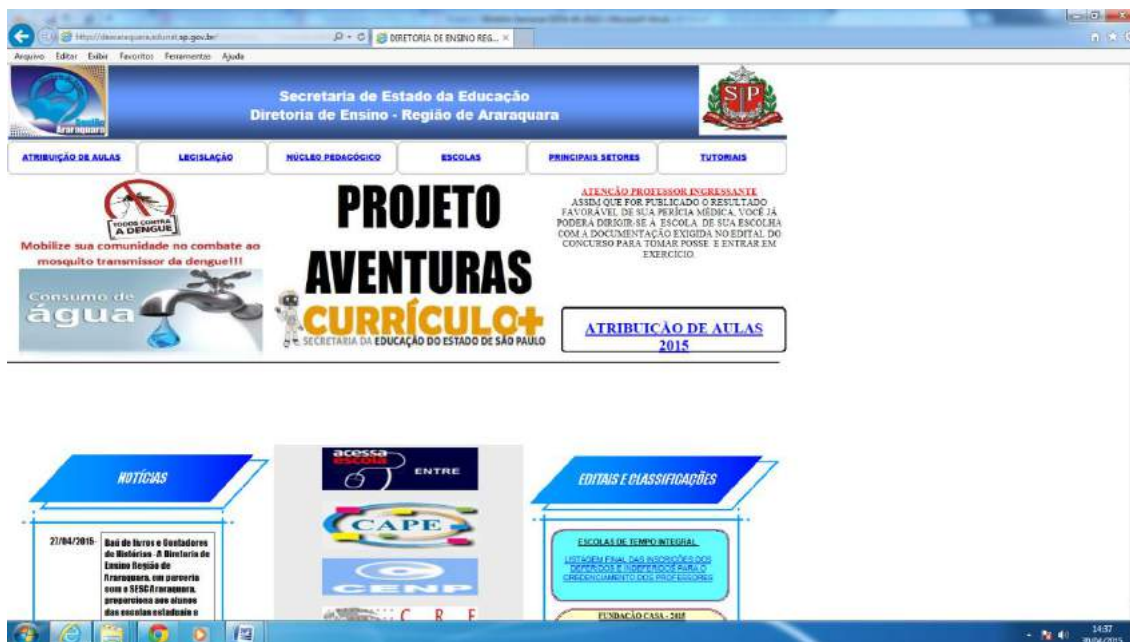 DIRETORIA DE ENSINO REG...
Arquivo Editar Exibir Favoritos Ferramentas Ajuda
Região
Araraquara
Secretaria de Estado da Educação
Diretoria de Ensino - Região de Araraquara
SP
ATRIBUIÇÃO DE AULAS
LEGISLAÇÃO
NÚCLEO PEDAGÓGICO
ESCOLAS
PRINCIPAIS SETORES
TUTORIAIS
TODOS CONTRA
A DENGUE
Mobilize sua comunidade no combate ao
mosquito transmissor da dengue!!!
Consumo de
água
PROJETO
AVENTURAS
CURRÍCULO+
SECRETARIA DA EDUCAÇÃO DO ESTADO DE SÃO PAULO
ATENCÃO PROFESSOR INGRESSANTE
ASSIM QUE FOR PUBLICADO O RESULTADO
FAVORÁVEL DE SUA PERÍCIA MÉDICA, VOCÊ JÁ
PODERÁ DIRIGIR-SE À ESCOLA DE SUA ESCOLHA
COM A DOCUMENTAÇÃO EXIGIDA NO EDITAL DO
CONCURSO PARA TOMAR POSSE E ENTRAR EM
EXERCÍCIO.
ATRIBUIÇÃO DE AULAS
2015
NOTÍCIAS
27/04/2015-
Baú de livros e Contadores
de Histórias - A Diretoria de
Ensino Região de
Araraquara, em parceria
com o SESC Araraquara,
proporciona aos alunos
das escolas estaduais o
acessa
escola
ENTRE
CAPE
CENP
C R E
EDITAIS E CLASSIFICAÇÕES
ESCOLAS DE TEMPO INTEGRAL
LISTAGEM FINAL DAS INSCRIÇÕES DOS
DEFERIDOS E INDEFERIDOS PARA O
CREDENCIAMENTO DOS PROFESSORES
FUNDAÇÃO CASA - 2015
14:37
30/04/2015